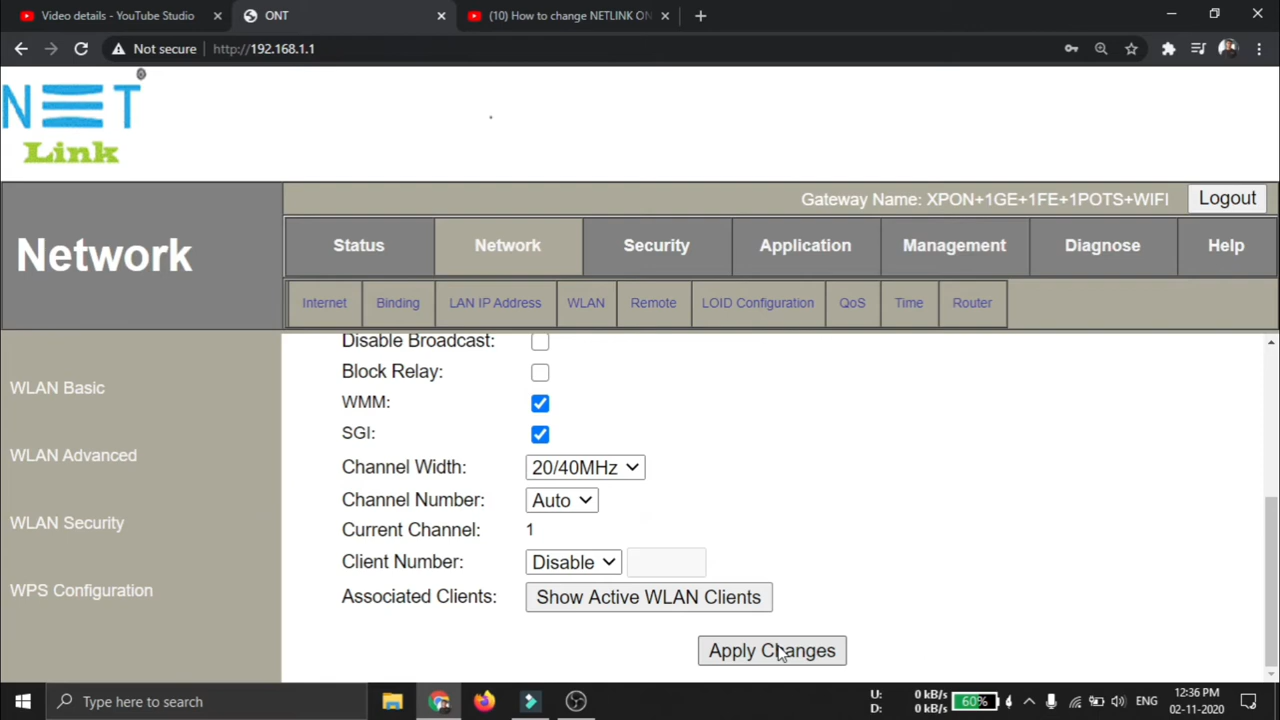 Video details - YouTube Studio
ONT
(10) How to change NETLINK ON
Not secure
http://192.168.1.1
NET
Link
Gateway Name: XPON+1GE+1FE+1POTS+WIFI
Logout
Network
Status
Network
Security
Application
Management
Diagnose
Help
Internet
Binding
LAN IP Address
WLAN
Remote
LOID Configuration
QoS
Time
Router
WLAN Basic
WLAN Advanced
WLAN Security
WPS Configuration
Disable Broadcast:
Block Relay:
WMM:
SGI:
Channel Width: 20/40MHz
Channel Number: Auto
Current Channel: 1
Client Number: Disable
Associated Clients: Show Active WLAN Clients
Apply Changes
Type here to search
U: 0 kB/s
D: 0 kB/s
60%
ENG
12:36 PM
02-11-2020